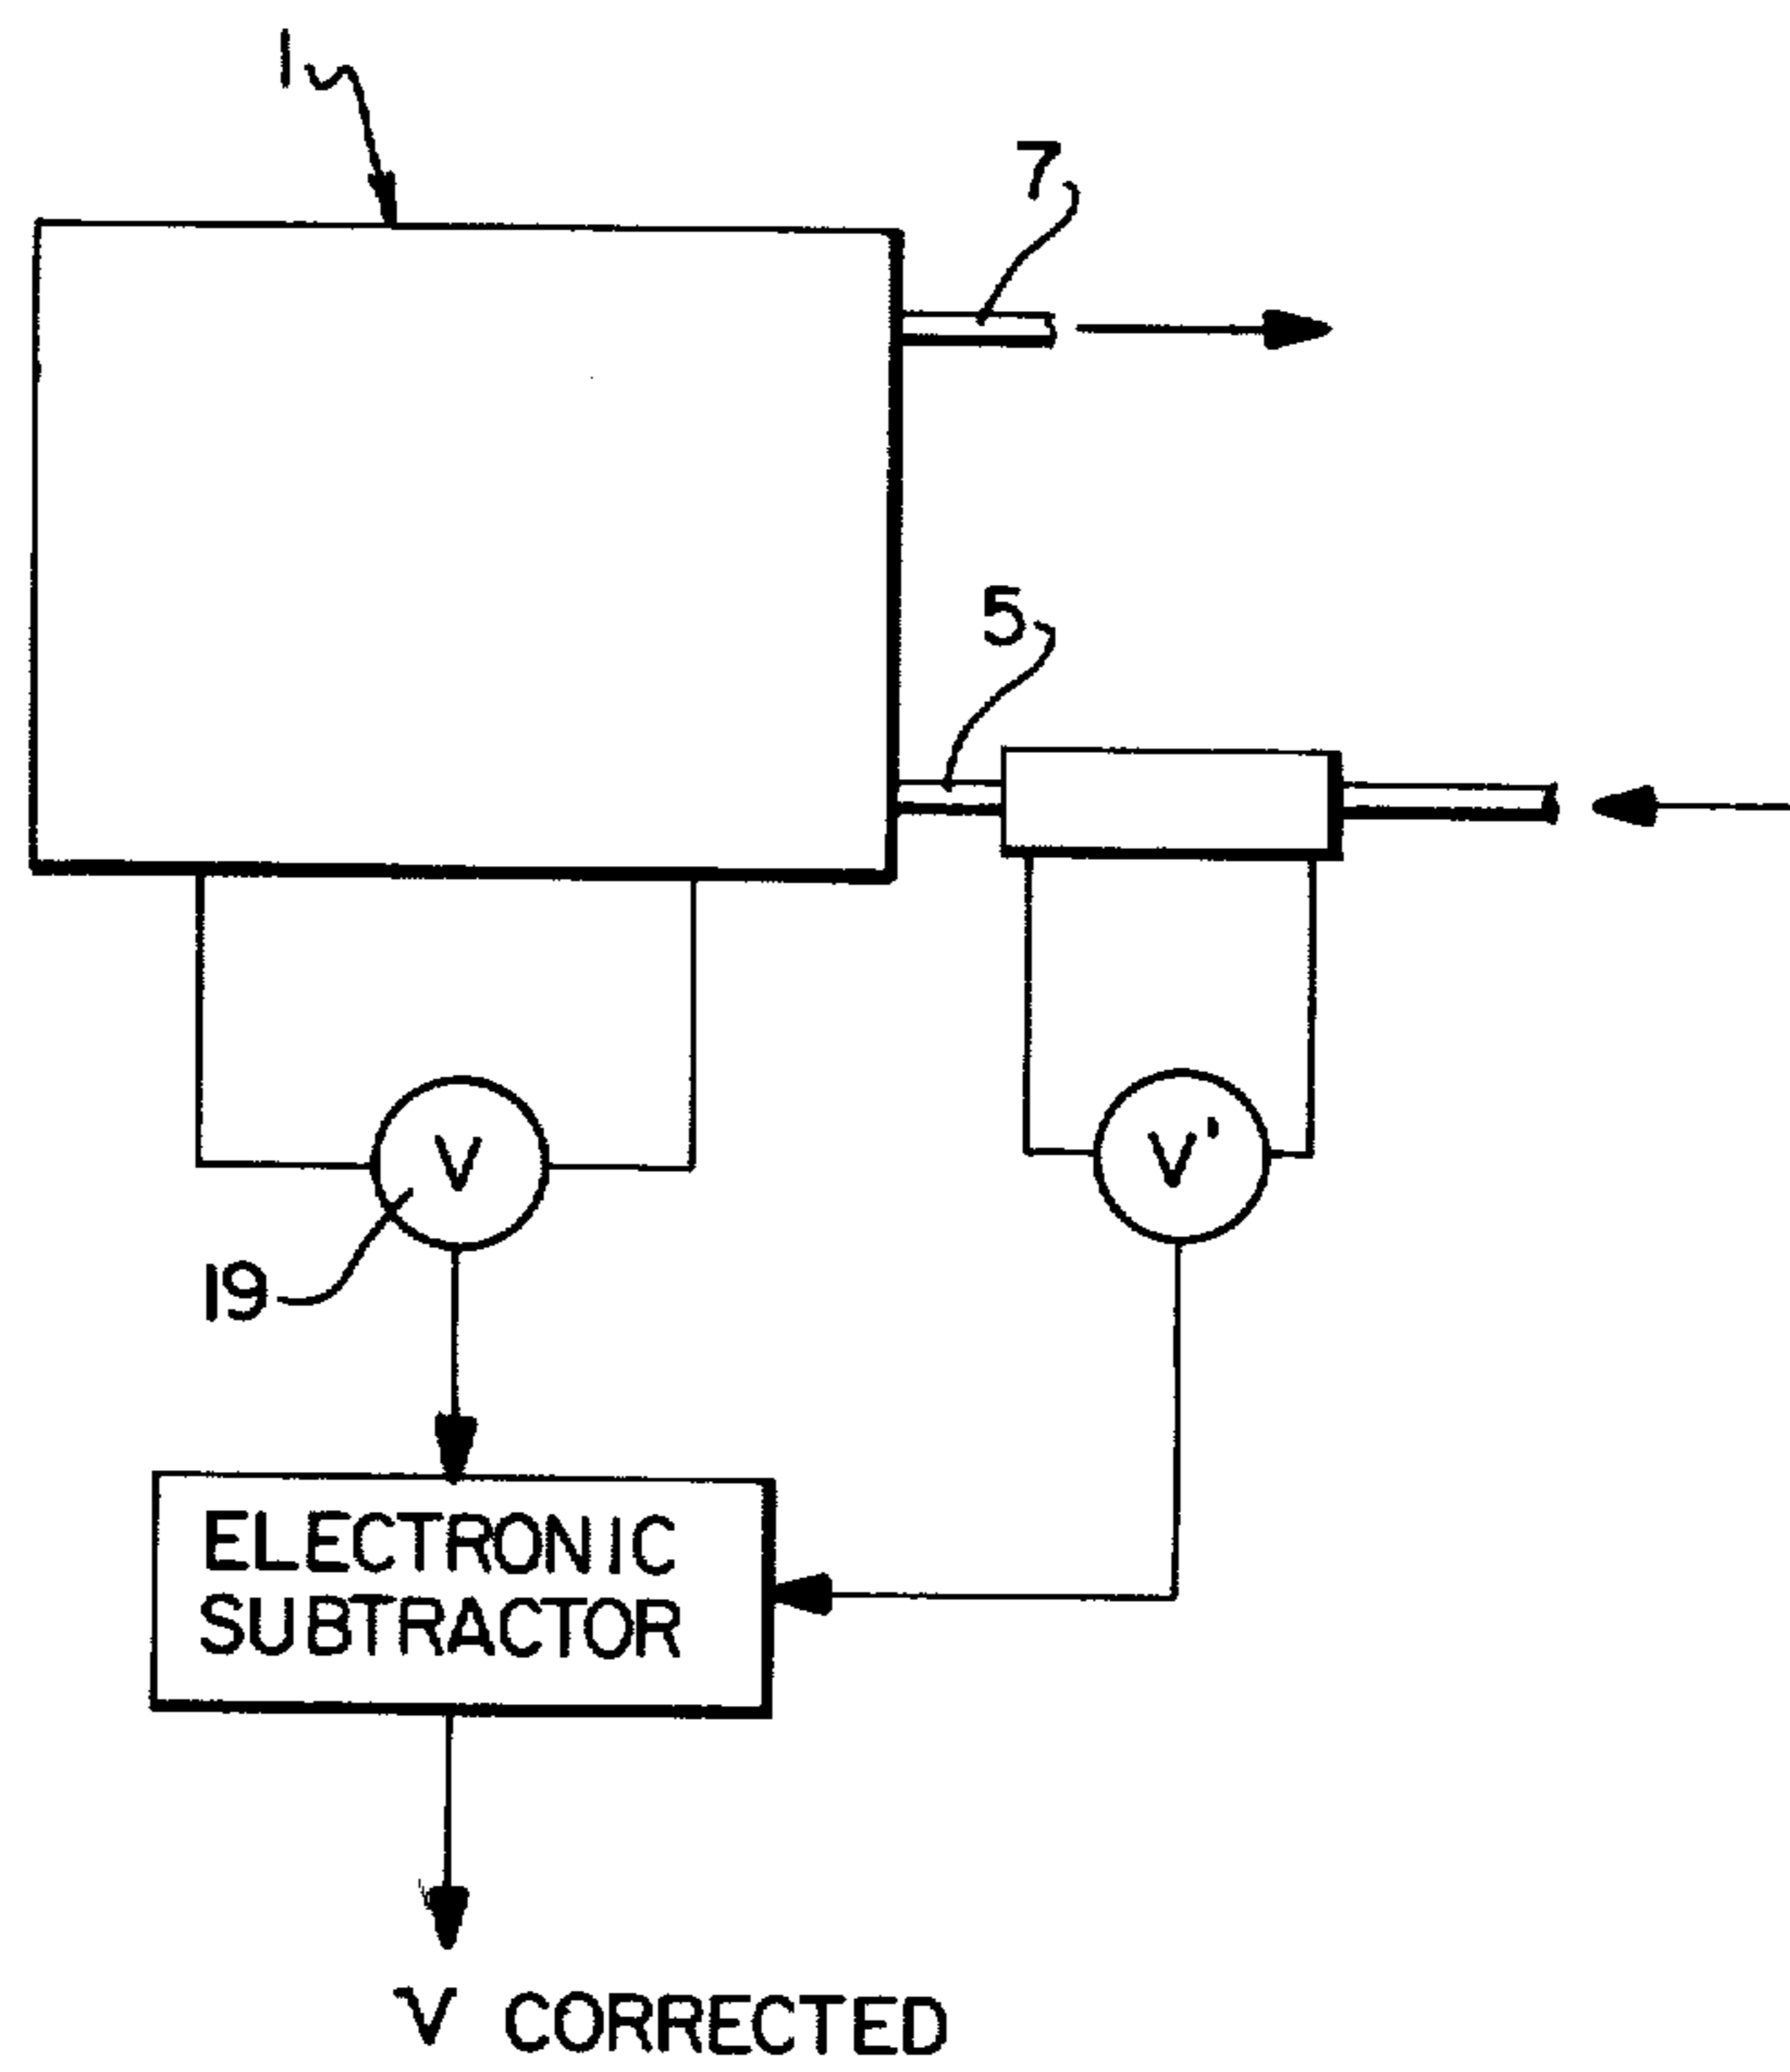 1
7
5
V
V'
19
ELECTRONIC
SUBTRACTOR
V CORRECTED